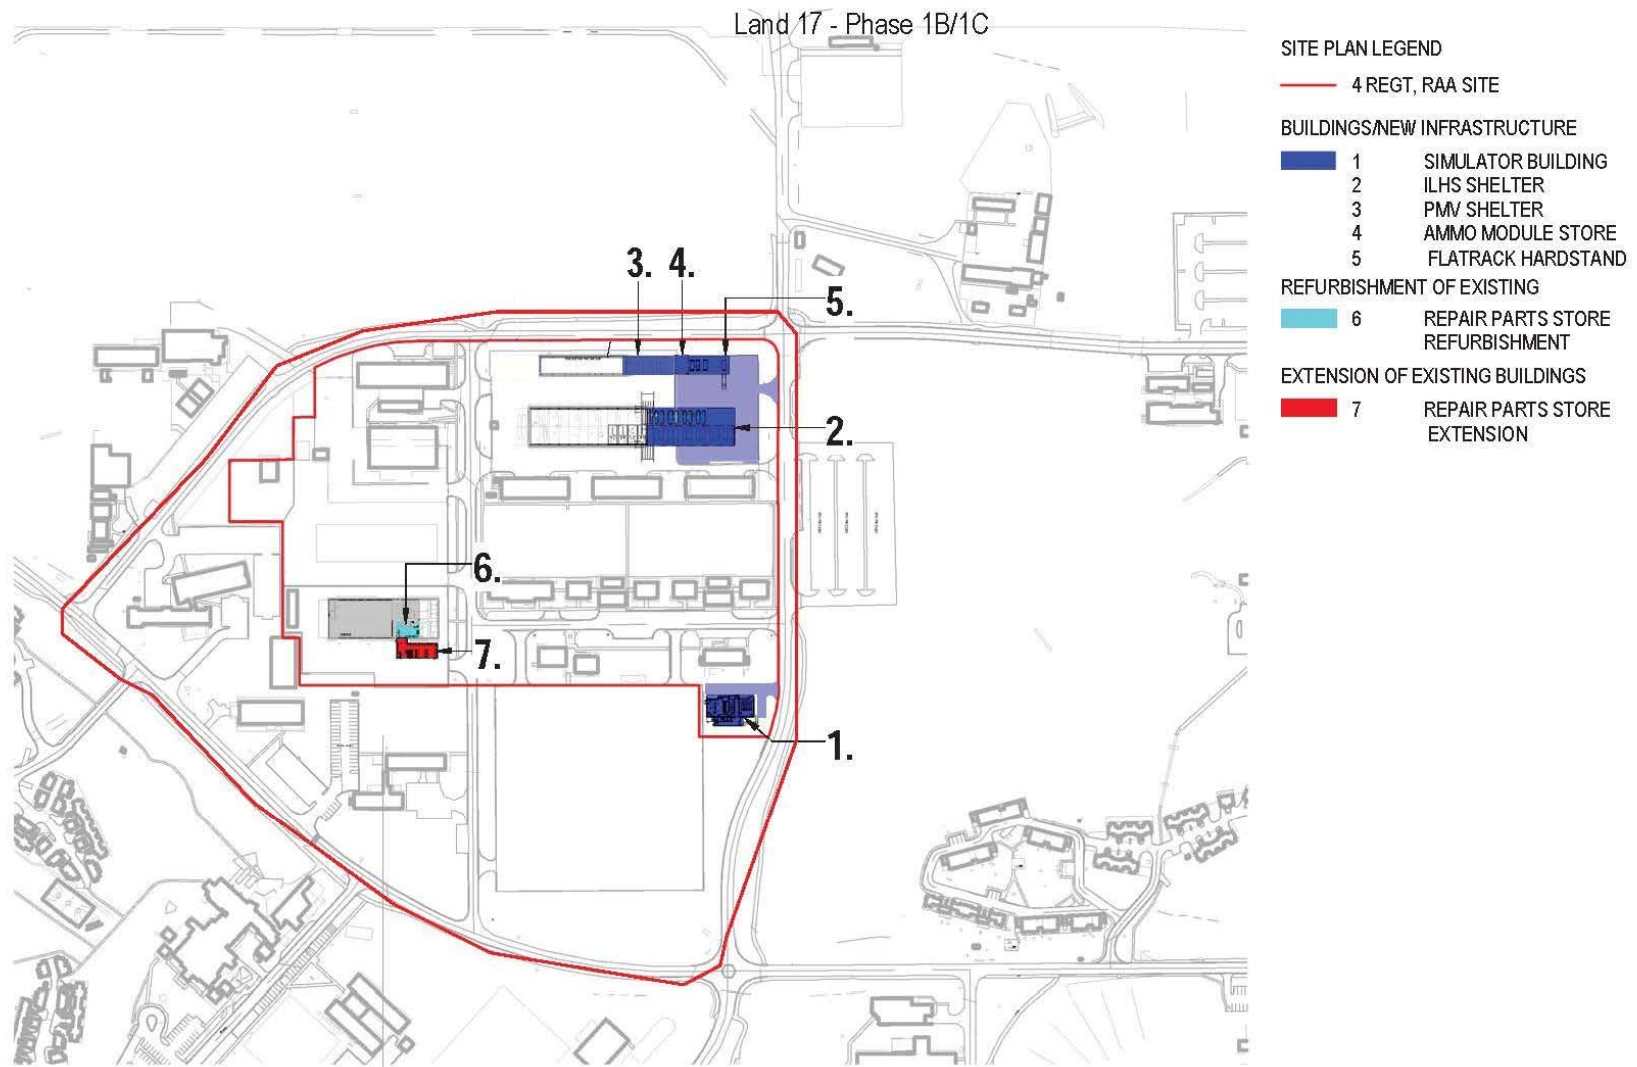 Land 17 - Phase 1B/1C
SITE PLAN LEGEND
4 REGT, RAA SITE
BUILDINGS/NEW INFRASTRUCTURE
1 SIMULATOR BUILDING
2 ILHS SHELTER
3 PMV SHELTER
4 AMMO MODULE STORE
5 FLATRACK HARDSTAND
REFURBISHMENT OF EXISTING
6 REPAIR PARTS STORE
REFURBISHMENT
EXTENSION OF EXISTING BUILDINGS
7 REPAIR PARTS STORE
EXTENSION
3. 4.
5.
2.
6.
7.
1.